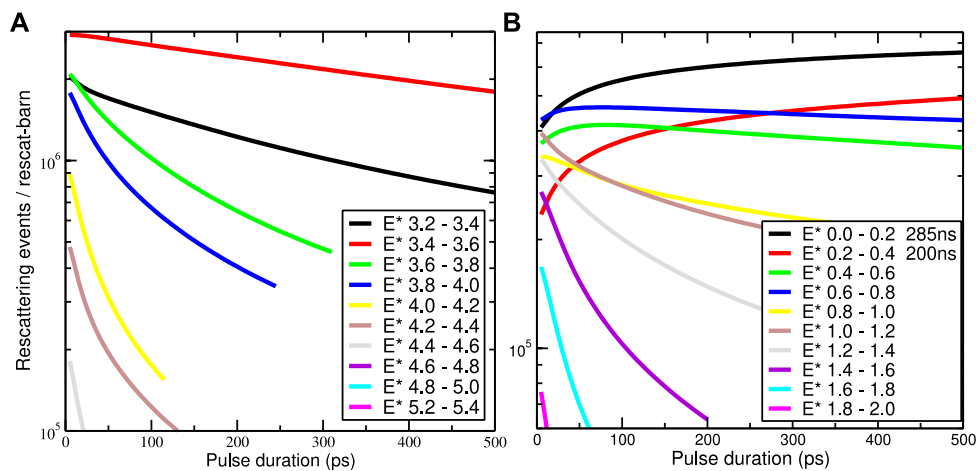 A
B
Rescattering events / rescat-barn
10^6
10^5
0
100
200
300
400
500
Pulse duration (ps)
E* 3.2 - 3.4
E* 3.4 - 3.6
E* 3.6 - 3.8
E* 3.8 - 4.0
E* 4.0 - 4.2
E* 4.2 - 4.4
E* 4.4 - 4.6
E* 4.6 - 4.8
E* 4.8 - 5.0
E* 5.2 - 5.4
10^5
0
100
200
300
400
500
Pulse duration (ps)
E* 0.0 - 0.2 285ns
E* 0.2 - 0.4 200ns
E* 0.4 - 0.6
E* 0.6 - 0.8
E* 0.8 - 1.0
E* 1.0 - 1.2
E* 1.2 - 1.4
E* 1.4 - 1.6
E* 1.6 - 1.8
E* 1.8 - 2.0